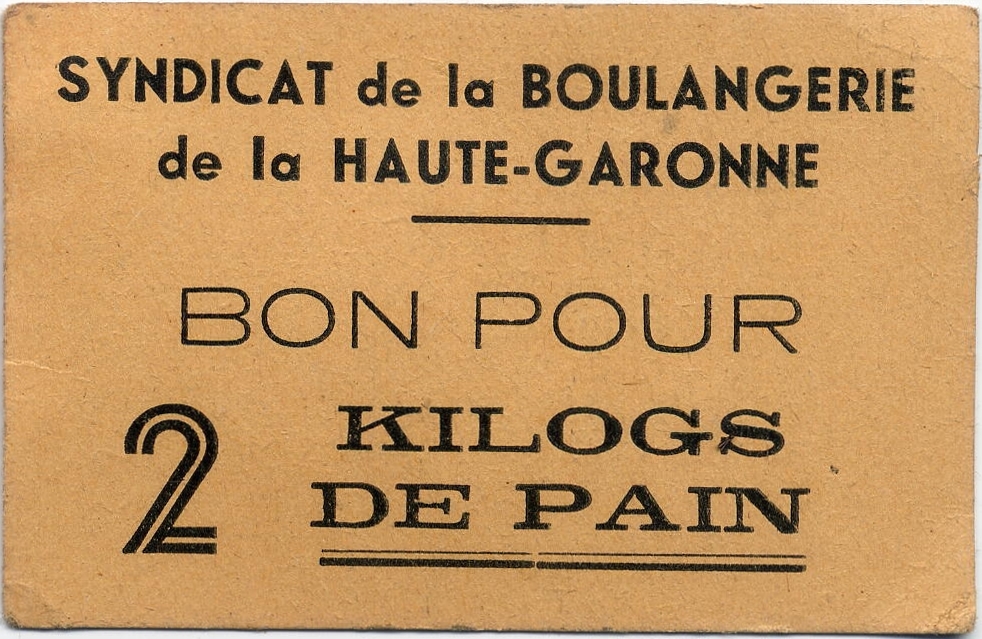 SYNDICAT de la BOULANGERIE
de la HAUTE-GARONNE
BON POUR
2 KILOGS
DE PAIN